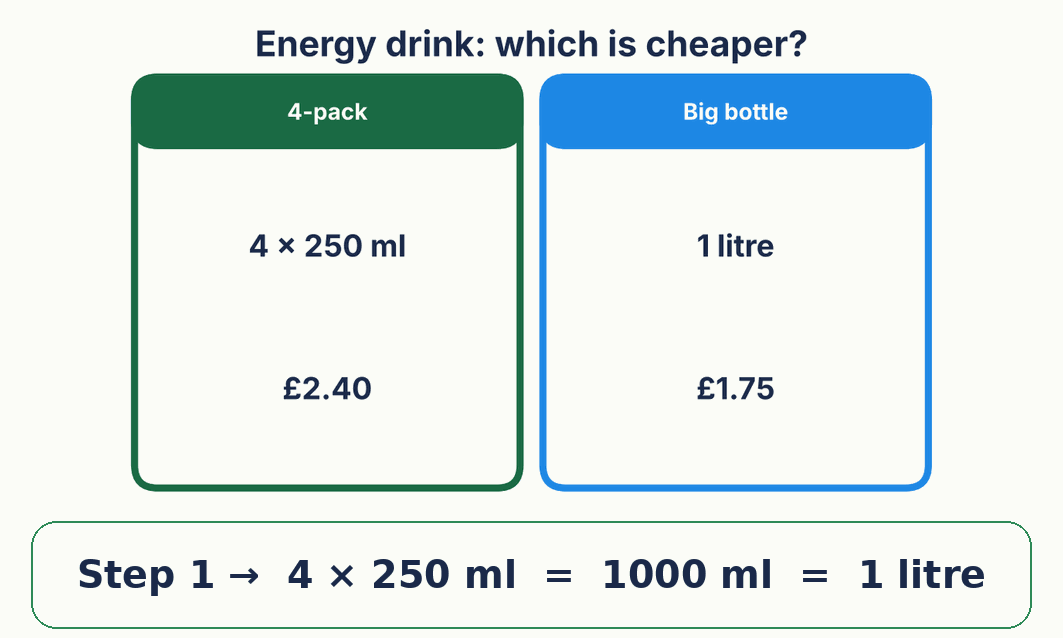 Energy drink: which is cheaper?
4-pack
4 × 250 ml
£2.40
Big bottle
1 litre
£1.75
Step 1 → 4 × 250 ml = 1000 ml = 1 litre